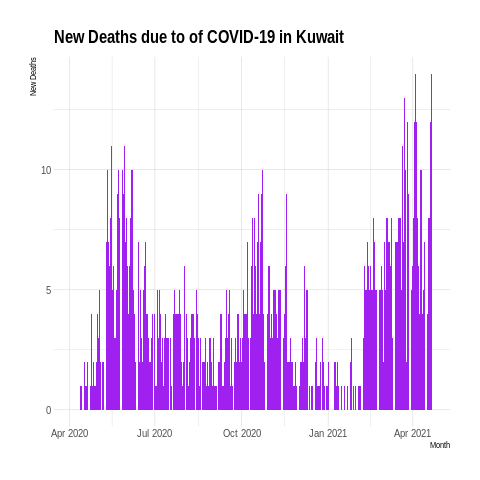 New Deaths due to of COVID-19 in Kuwait
New Deaths
10
5
0
Apr 2020 Jul 2020 Oct 2020 Jan 2021 Apr 2021
Month